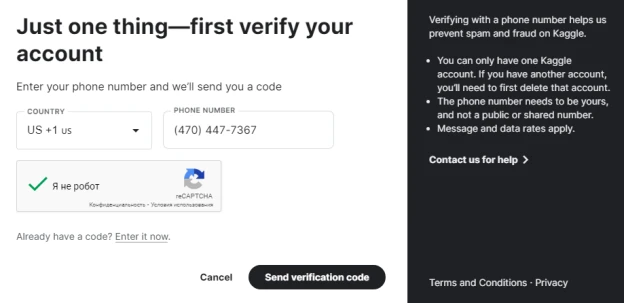 Just one thing—first verify your
account
Enter your phone number and we'll send you a code
COUNTRY
US +1 us
PHONE NUMBER
(470) 447-7367
Я не робот
reCAPTCHA
Конфиденциальность - Условия использования
Already have a code? Enter it now.
Cancel
Send verification code
Verifying with a phone number helps us
prevent spam and fraud on Kaggle.
• You can only have one Kaggle
account. If you have another account,
you'll need to first delete that account.
• The phone number needs to be yours,
and not a public or shared number.
• Message and data rates apply.
Contact us for help
Terms and Conditions · Privacy